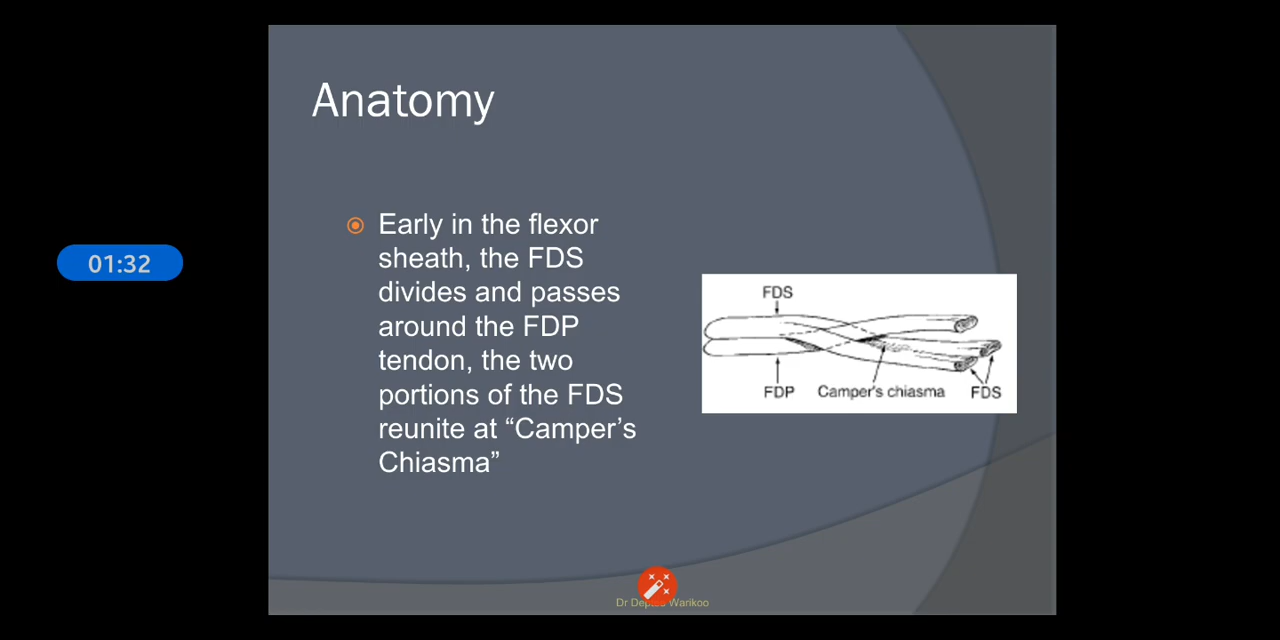 Anatomy
Early in the flexor
sheath, the FDS
divides and passes
around the FDP
tendon, the two
portions of the FDS
reunite at “Camper’s
Chiasma”
01:32
FDS
FDP
Camper's chiasma
FDS
Dr Warikoo